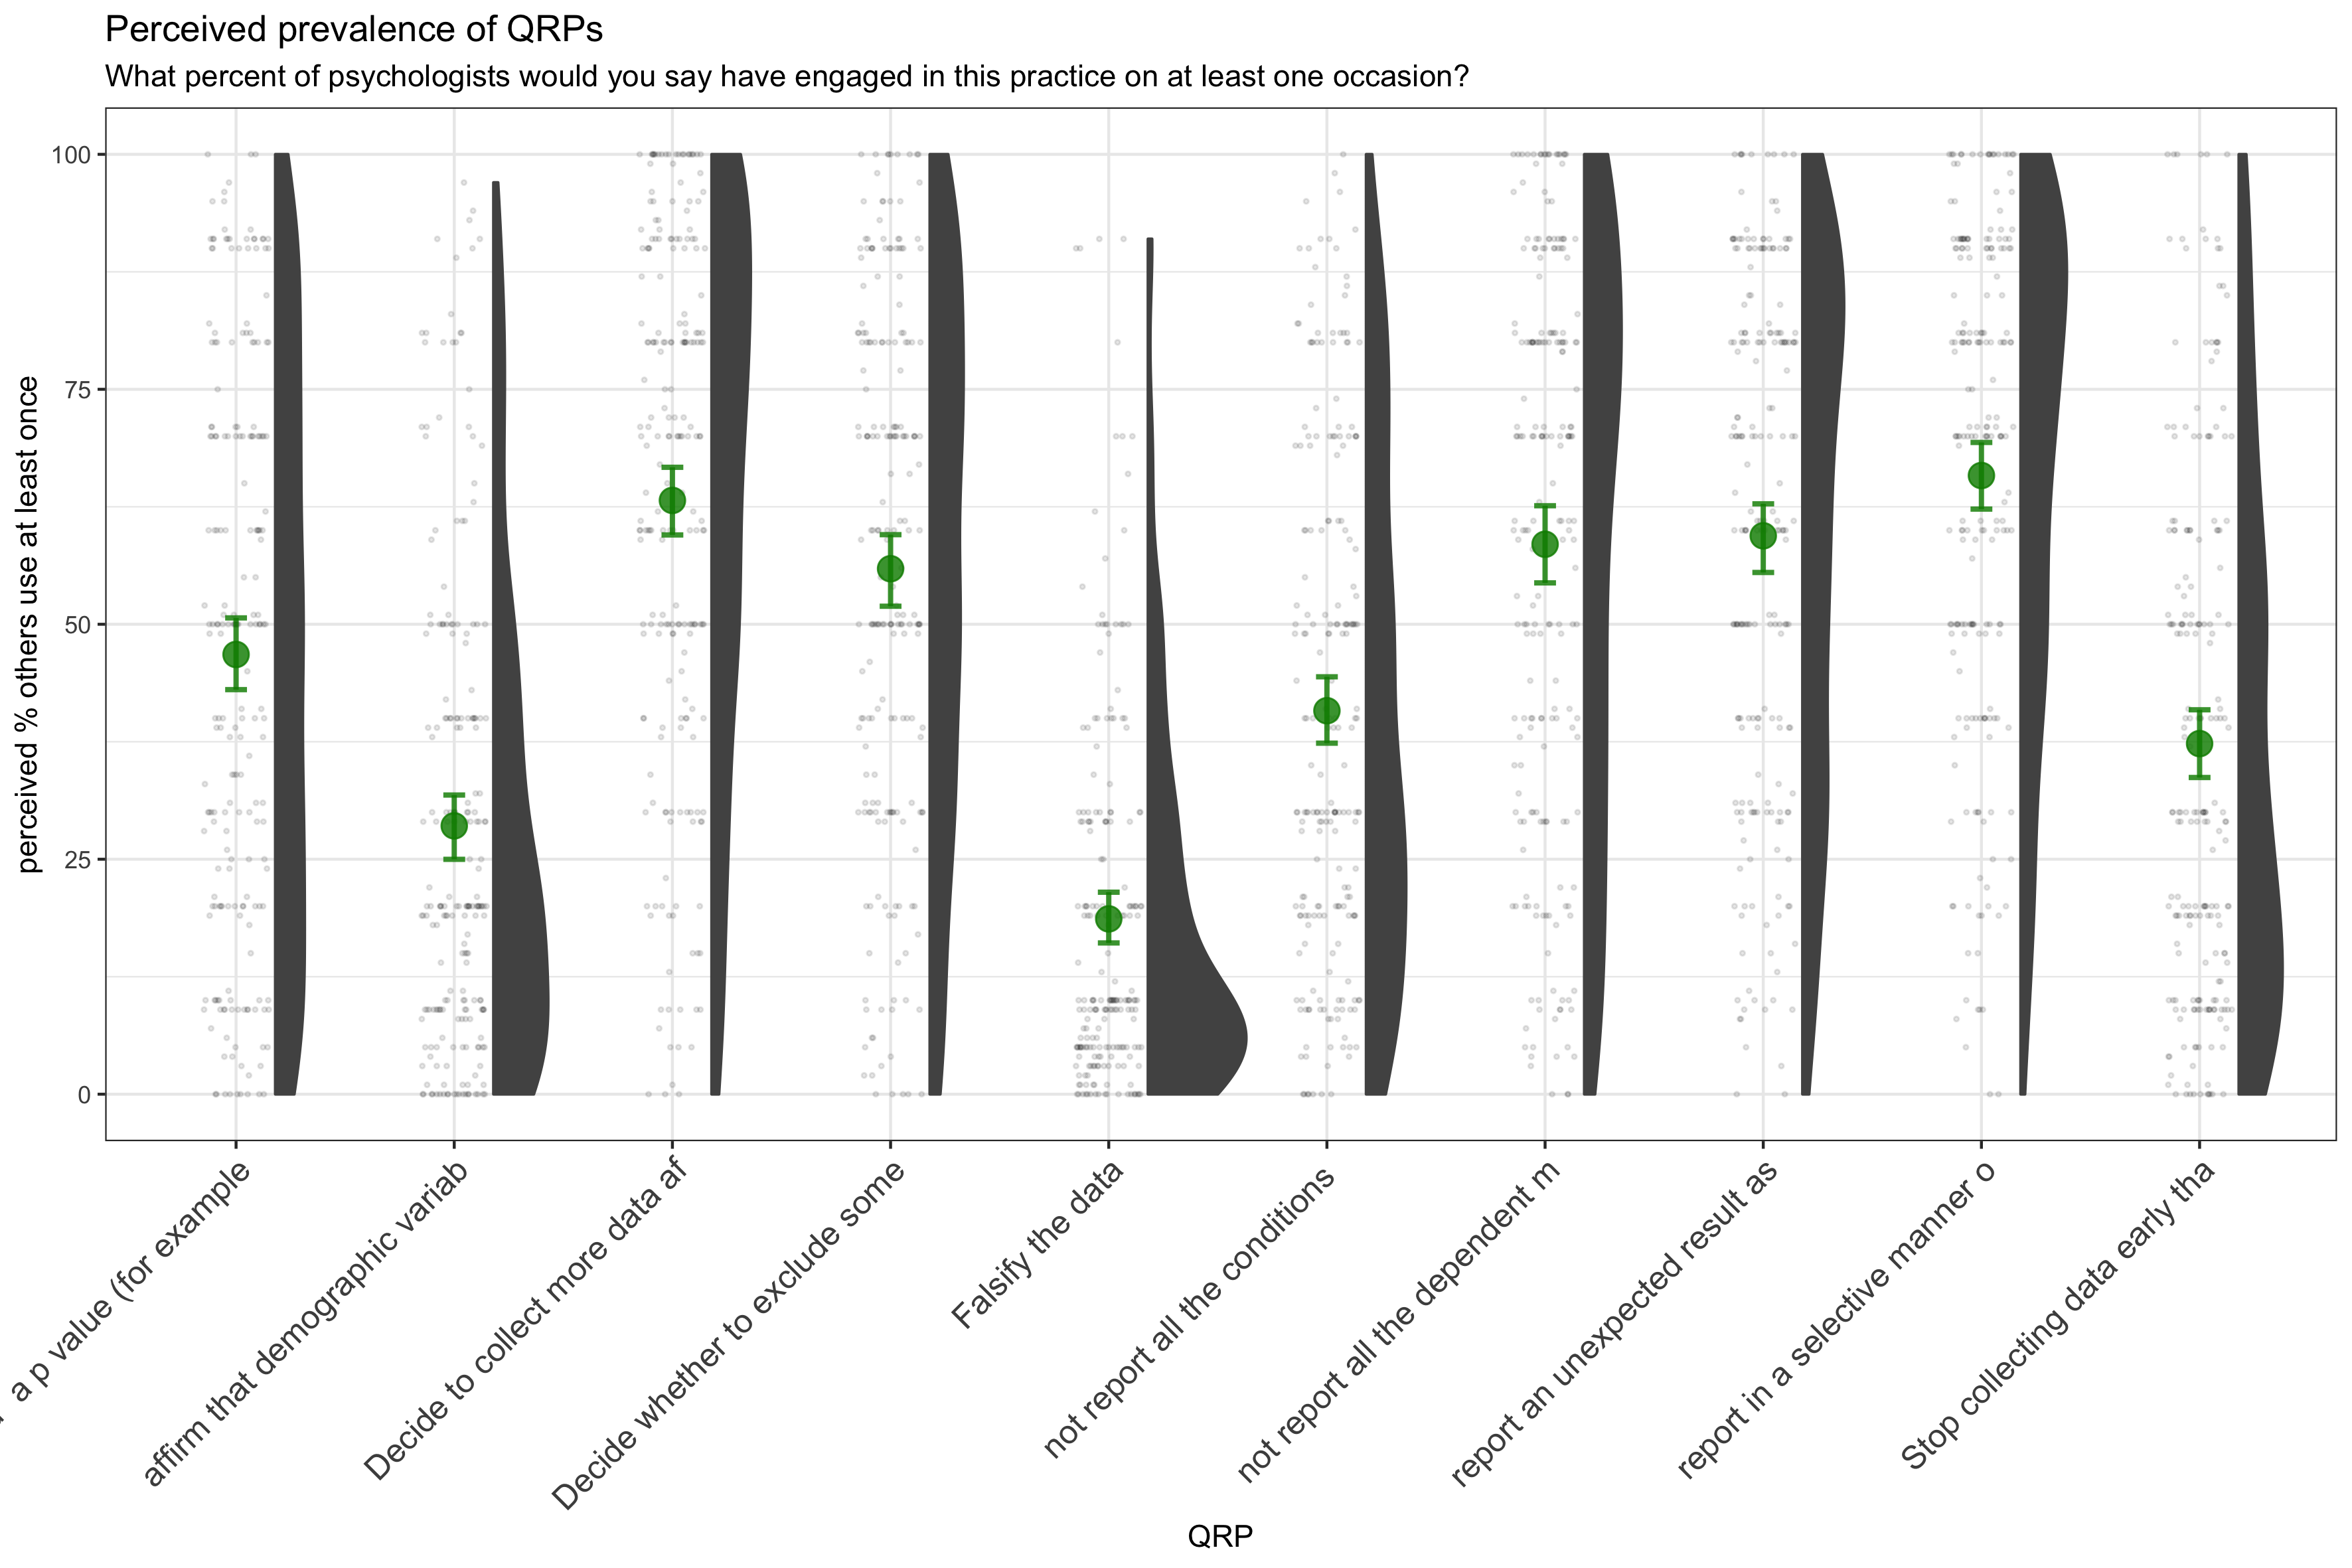 Perceived prevalence of QRPs
What percent of psychologists would you say have engaged in this practice on at least one occasion?
perceived % others use at least once
100
75
50
25
0
a p value (for example
affirm that demographic variab
Decide to collect more data af
Decide whether to exclude some
Falsify the data
not report all the conditions
not report all the dependent m
report an unexpected result as
report in a selective manner o
Stop collecting data early tha
QRP